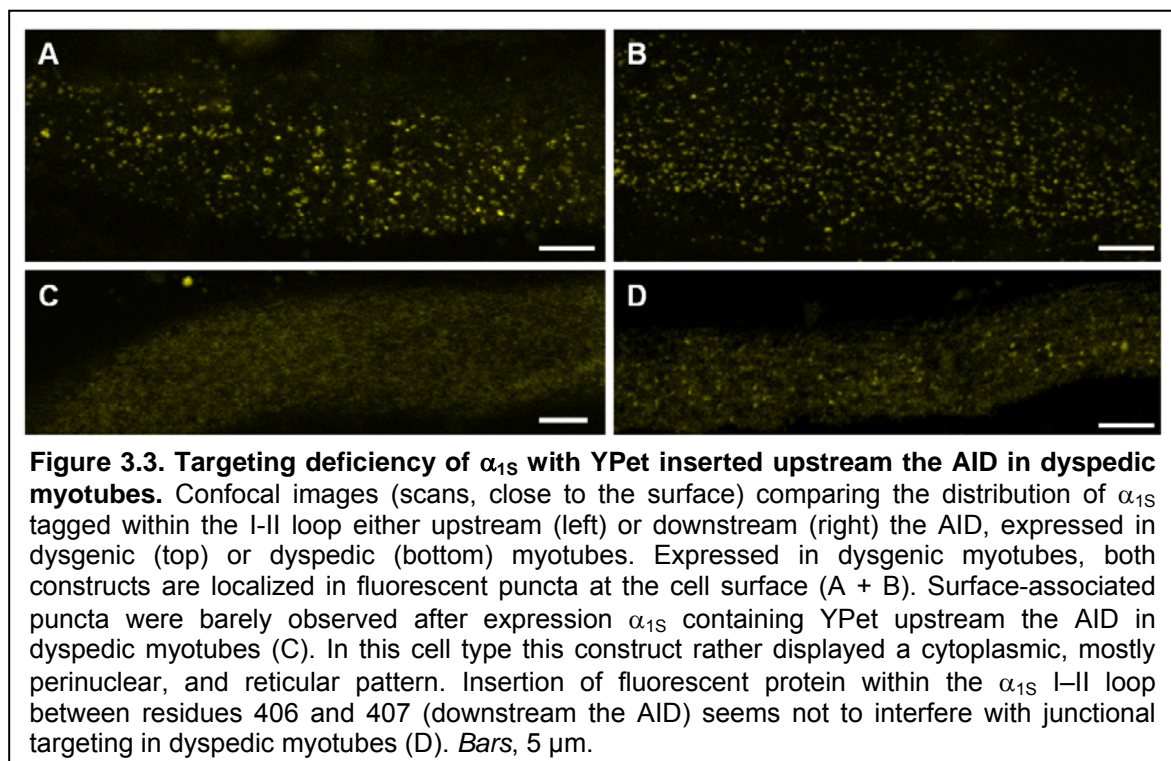 A
B
C
D
Figure 3.3. Targeting deficiency of α1S with YPet inserted upstream the AID in dyspedic
myotubes. Confocal images (scans, close to the surface) comparing the distribution of α1S
tagged within the I-II loop either upstream (left) or downstream (right) the AID, expressed in
dysgenic (top) or dyspedic (bottom) myotubes. Expressed in dysgenic myotubes, both
constructs are localized in fluorescent puncta at the cell surface (A + B). Surface-associated
puncta were barely observed after expression α1S containing YPet upstream the AID in
dyspedic myotubes (C). In this cell type this construct rather displayed a cytoplasmic, mostly
perinuclear, and reticular pattern. Insertion of fluorescent protein within the α1S I–II loop
between residues 406 and 407 (downstream the AID) seems not to interfere with junctional
targeting in dyspedic myotubes (D). Bars, 5 µm.